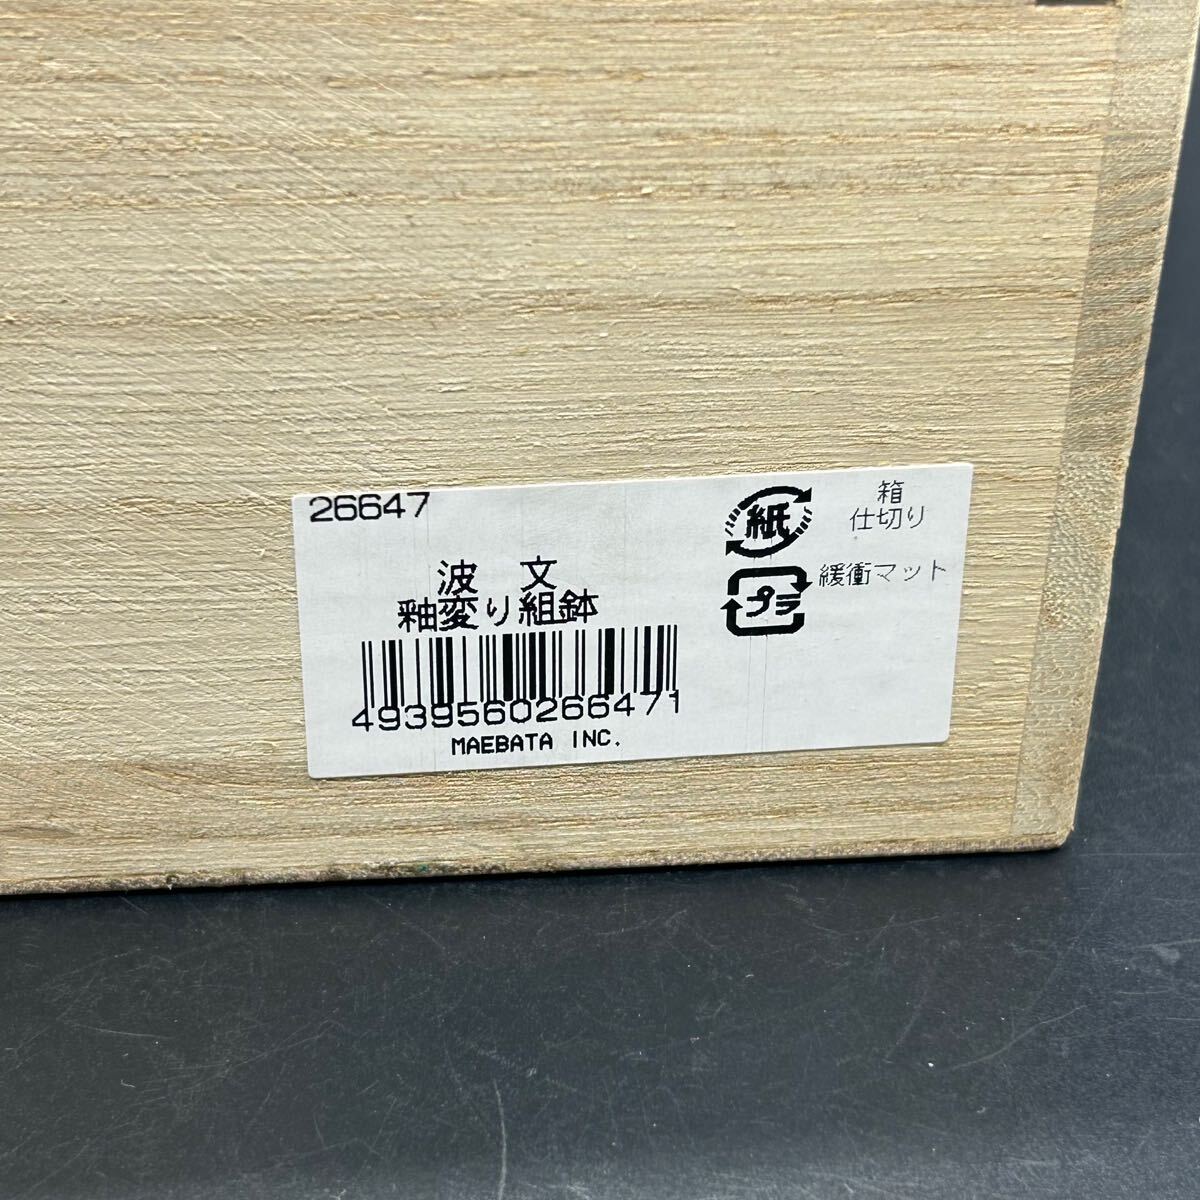 26647
波 文
釉変り組鉢
4939560266471
MAEBATA INC.
紙
箱
仕切り
プラ
緩衝マット